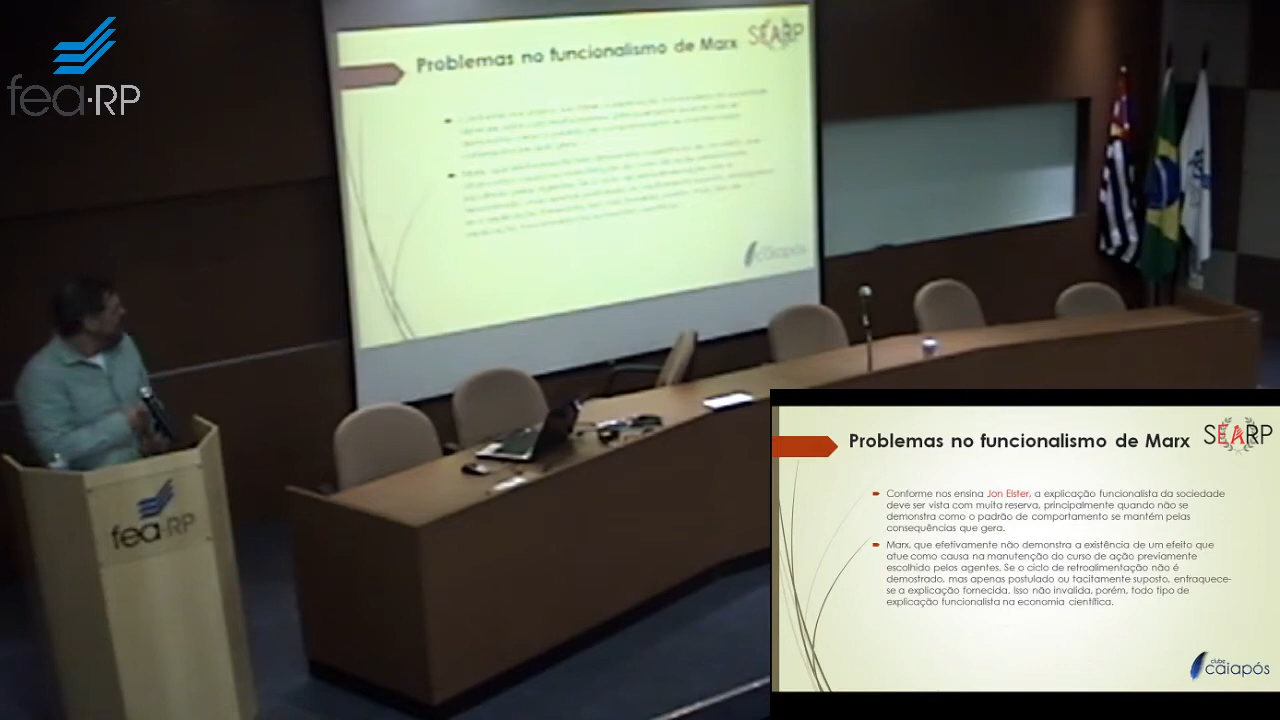 fea-RP
Problemas no funcionalismo de Marx
SEARP
caiapós
fea-RP
Problemas no funcionalismo de Marx
SEARP
Conforme nos ensina Jon Elster, a explicação funcionalista da sociedade
deve ser vista com muita reserva, principalmente quando não se
demonstra como o padrão de comportamento se mantém pelas
consequências que gera.
Marx, que efetivamente não demonstra a existência de um efeito que
atue como causa na manutenção do curso de ação previamente
escolhido pelos agentes. Se o ciclo de retroalimentação não é
demostrado, mas apenas postulado ou tacitamente suposto, enfraquece-
se a explicação fornecida. Isso não invalida, porém, todo tipo de
explicação funcionalista na economia científica.
clube
caiapós